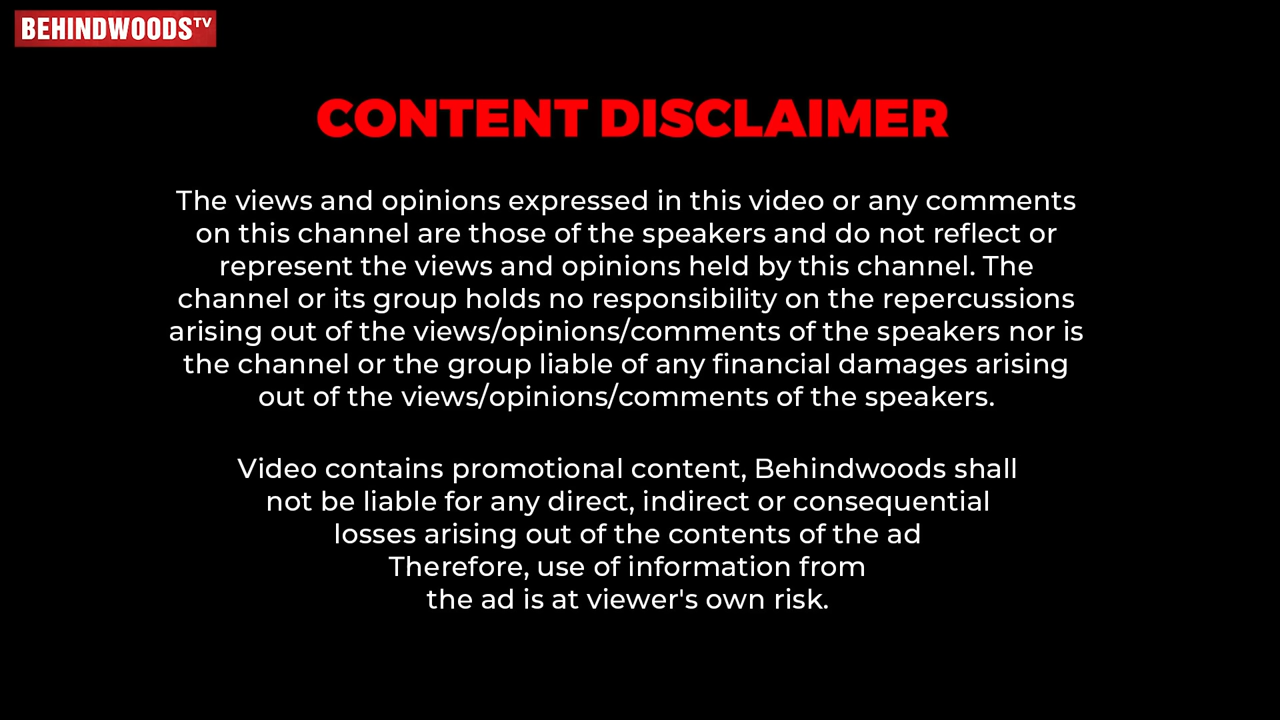 BEHINDWOODS TV
CONTENT DISCLAIMER
The views and opinions expressed in this video or any comments
on this channel are those of the speakers and do not reflect or
represent the views and opinions held by this channel. The
channel or its group holds no responsibility on the repercussions
arising out of the views/opinions/comments of the speakers nor is
the channel or the group liable of any financial damages arising
out of the views/opinions/comments of the speakers.
Video contains promotional content, Behindwoods shall
not be liable for any direct, indirect or consequential
losses arising out of the contents of the ad
Therefore, use of information from
the ad is at viewer's own risk.